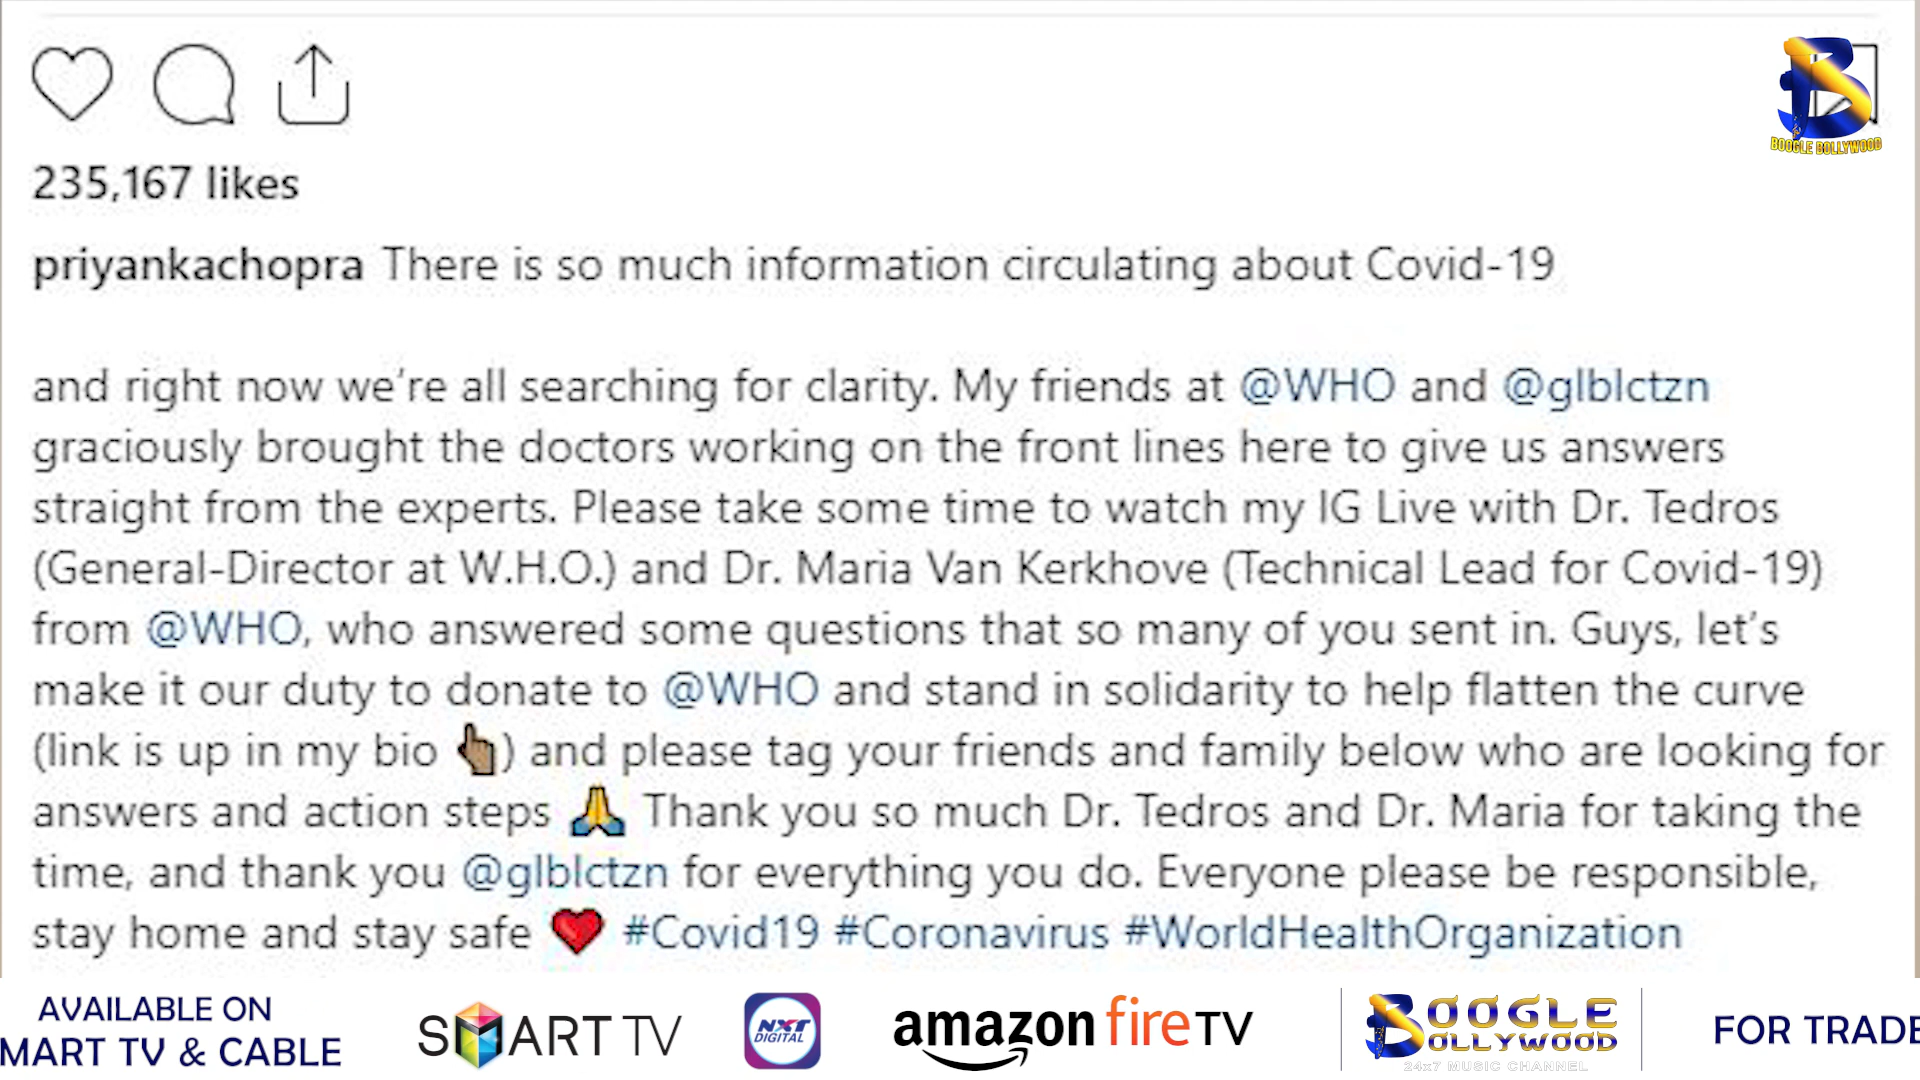 BOOGLE BOLLYWOOD
235,167 likes
priyankachopra There is so much information circulating about Covid-19
and right now we're all searching for clarity. My friends at @WHO and @glblctzn
graciously brought the doctors working on the front lines here to give us answers
straight from the experts. Please take some time to watch my IG Live with Dr. Tedros
(General-Director at W.H.O.) and Dr. Maria Van Kerkhove (Technical Lead for Covid-19)
from @WHO, who answered some questions that so many of you sent in. Guys, let's
make it our duty to donate to @WHO and stand in solidarity to help flatten the curve
(link is up in my bio 👆🏽) and please tag your friends and family below who are looking for
answers and action steps 🙏 Thank you so much Dr. Tedros and Dr. Maria for taking the
time, and thank you @glblctzn for everything you do. Everyone please be responsible,
stay home and stay safe ❤️ #Covid19 #Coronavirus #WorldHealthOrganization
AVAILABLE ON
MART TV & CABLE
SMART TV
NXT
DIGITAL
amazon fireTV
BOOGLE
BOLLYWOOD
24x7 MUSIC CHANNEL
FOR TRADE